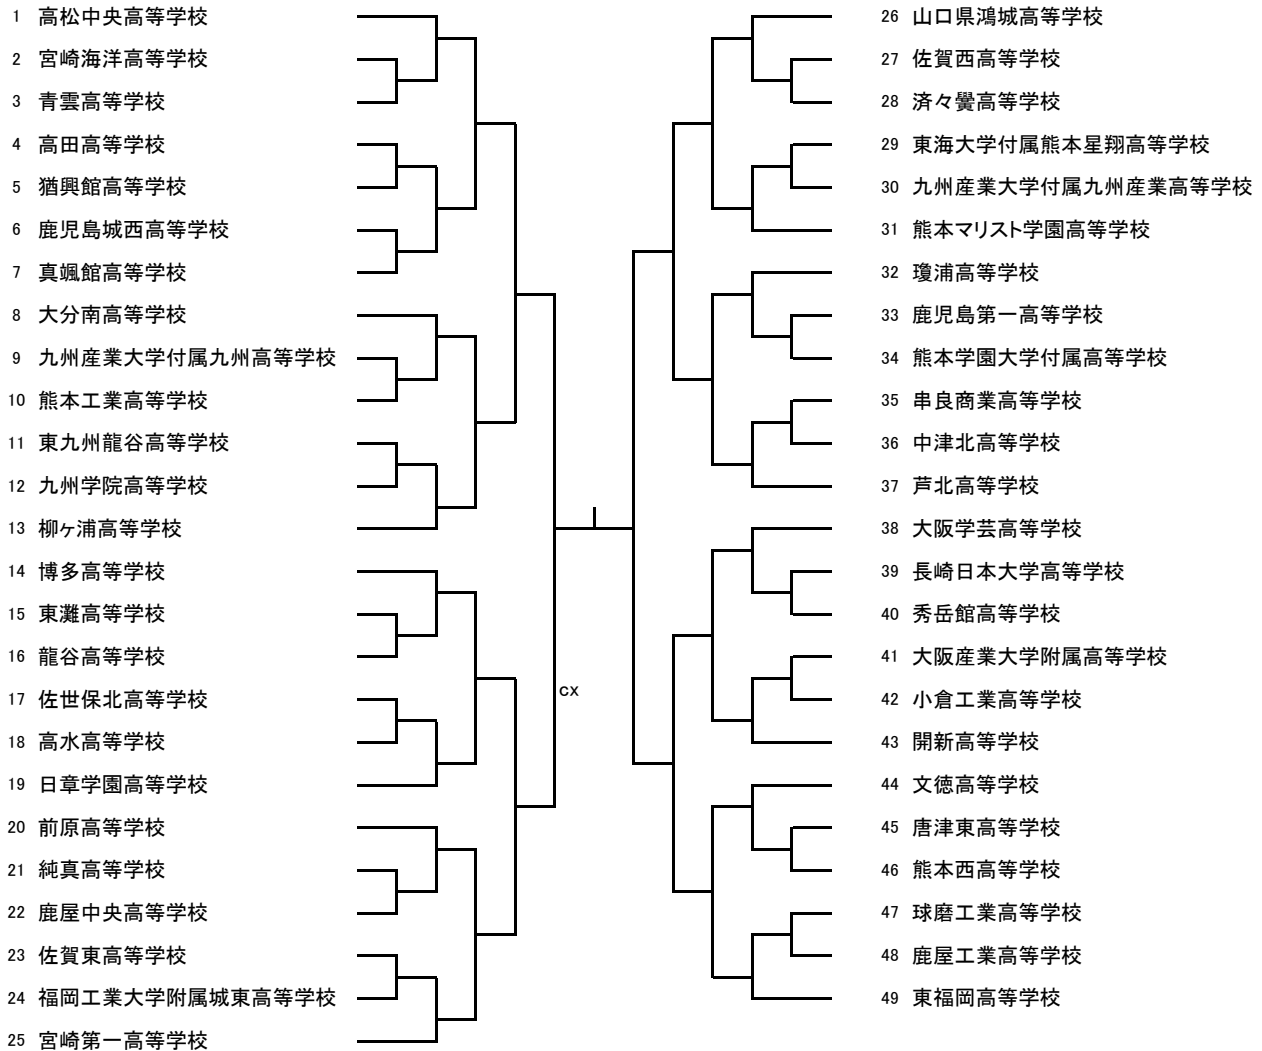 1 高松中央高等学校
2 宮崎海洋高等学校
3 青雲高等学校
4 高田高等学校
5 猶興館高等学校
6 鹿児島城西高等学校
7 真颯館高等学校
8 大分南高等学校
9 九州産業大学付属九州高等学校
10 熊本工業高等学校
11 東九州龍谷高等学校
12 九州学院高等学校
13 柳ヶ浦高等学校
14 博多高等学校
15 東灘高等学校
16 龍谷高等学校
17 佐世保北高等学校
18 高水高等学校
19 日章学園高等学校
20 前原高等学校
21 純真高等学校
22 鹿屋中央高等学校
23 佐賀東高等学校
24 福岡工業大学附属城東高等学校
25 宮崎第一高等学校
cx
26 山口県鴻城高等学校
27 佐賀西高等学校
28 済々黌高等学校
29 東海大学付属熊本星翔高等学校
30 九州産業大学付属九州産業高等学校
31 熊本マリスト学園高等学校
32 瓊浦高等学校
33 鹿児島第一高等学校
34 熊本学園大学付属高等学校
35 串良商業高等学校
36 中津北高等学校
37 芦北高等学校
38 大阪学芸高等学校
39 長崎日本大学高等学校
40 秀岳館高等学校
41 大阪産業大学附属高等学校
42 小倉工業高等学校
43 開新高等学校
44 文徳高等学校
45 唐津東高等学校
46 熊本西高等学校
47 球磨工業高等学校
48 鹿屋工業高等学校
49 東福岡高等学校